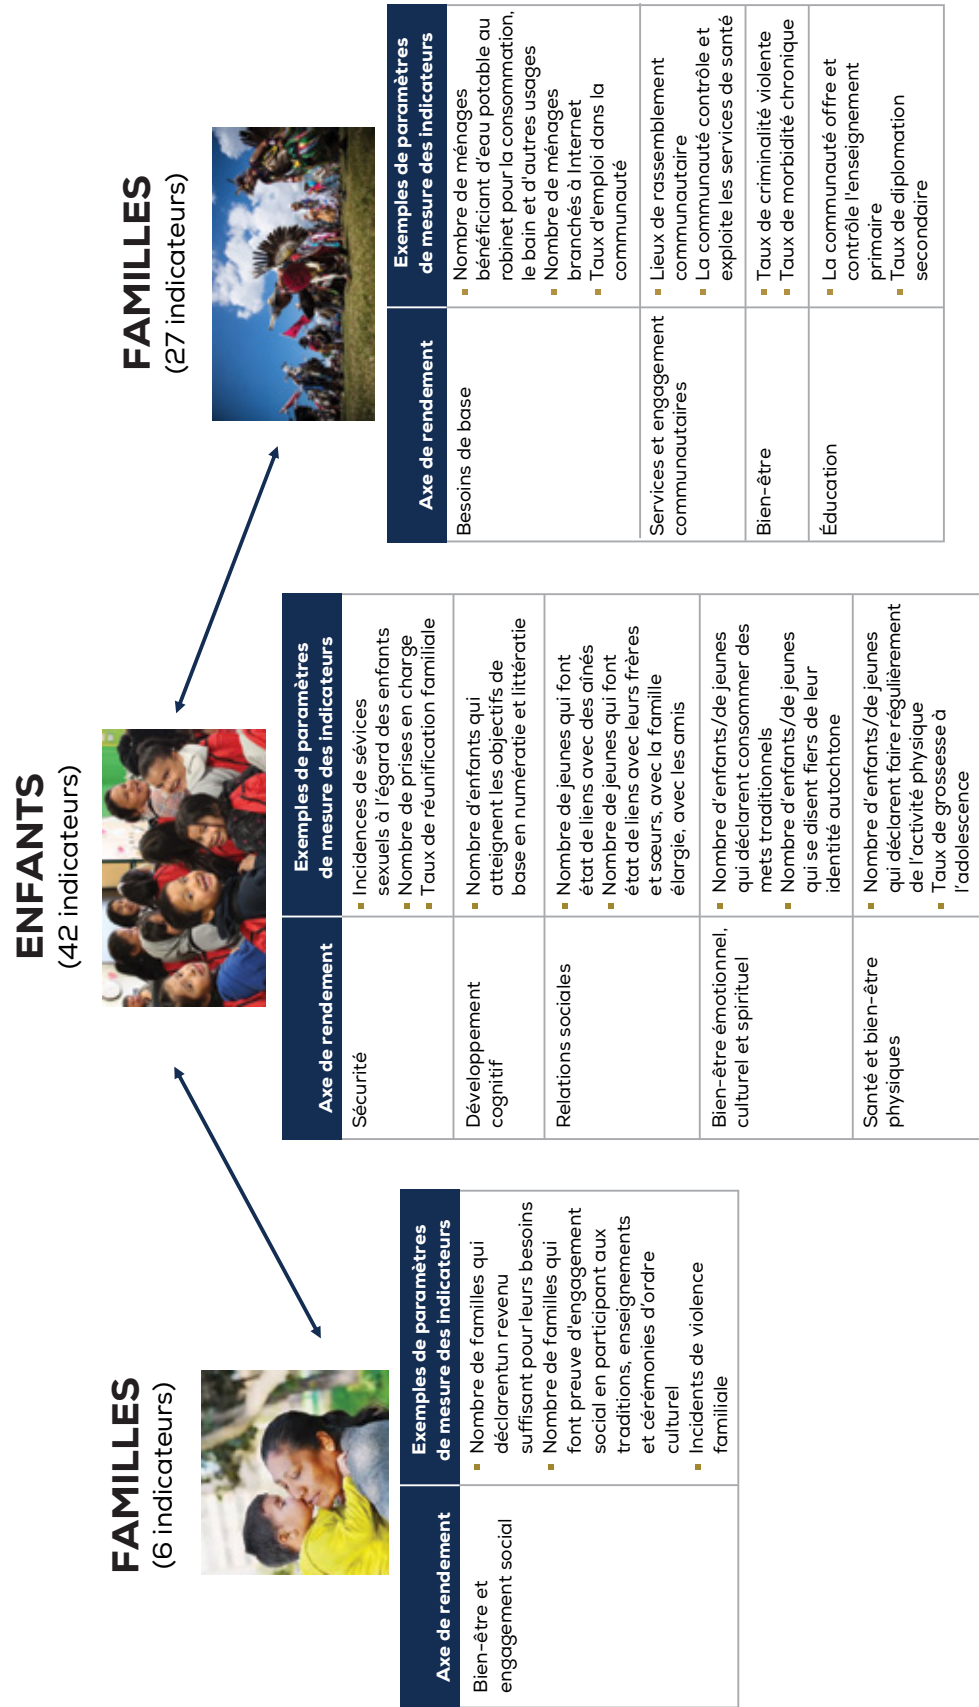 FAMILLES
(6 indicateurs)
Axe de rendement
Exemples de paramètres
de mesure des indicateurs
Bien-être et
engagement social
▪ Nombre de familles qui
déclarentun revenu
suffisant pour leurs besoins
▪ Nombre de familles qui
font preuve d'engagement
social en participant aux
traditions, enseignements
et cérémonies d'ordre
culturel
▪ Incidents de violence
familiale
ENFANTS
(42 indicateurs)
Axe de rendement
Exemples de paramètres
de mesure des indicateurs
Sécurité
▪ Incidences de sévices
sexuels à l'égard des enfants
▪ Nombre de prises en charge
▪ Taux de réunification familiale
Développement
cognitif
▪ Nombre d'enfants qui
atteignent les objectifs de
base en numératie et littératie
Relations sociales
▪ Nombre de jeunes qui font
état de liens avec des aînés
▪ Nombre de jeunes qui font
état de liens avec leurs frères
et sœurs, avec la famille
élargie, avec les amis
Bien-être émotionnel,
culturel et spirituel
▪ Nombre d'enfants/de jeunes
qui déclarent consommer des
mets traditionnels
▪ Nombre d'enfants/de jeunes
qui se disent fiers de leur
identité autochtone
Santé et bien-être
physiques
▪ Nombre d'enfants/de jeunes
qui déclarent faire régulièrement
de l'activité physique
▪ Taux de grossesse à
l'adolescence
FAMILLES
(27 indicateurs)
Axe de rendement
Exemples de paramètres
de mesure des indicateurs
Besoins de base
▪ Nombre de ménages
bénéficiant d'eau potable au
robinet pour la consommation,
le bain et d'autres usages
▪ Nombre de ménages
branchés à Internet
▪ Taux d'emploi dans la
communauté
Services et engagement
communautaires
▪ Lieux de rassemblement
communautaire
▪ La communauté contrôle et
exploite les services de santé
Bien-être
▪ Taux de criminalité violente
▪ Taux de morbidité chronique
Éducation
▪ La communauté offre et
contrôle l'enseignement
primaire
▪ Taux de diplomation
secondaire